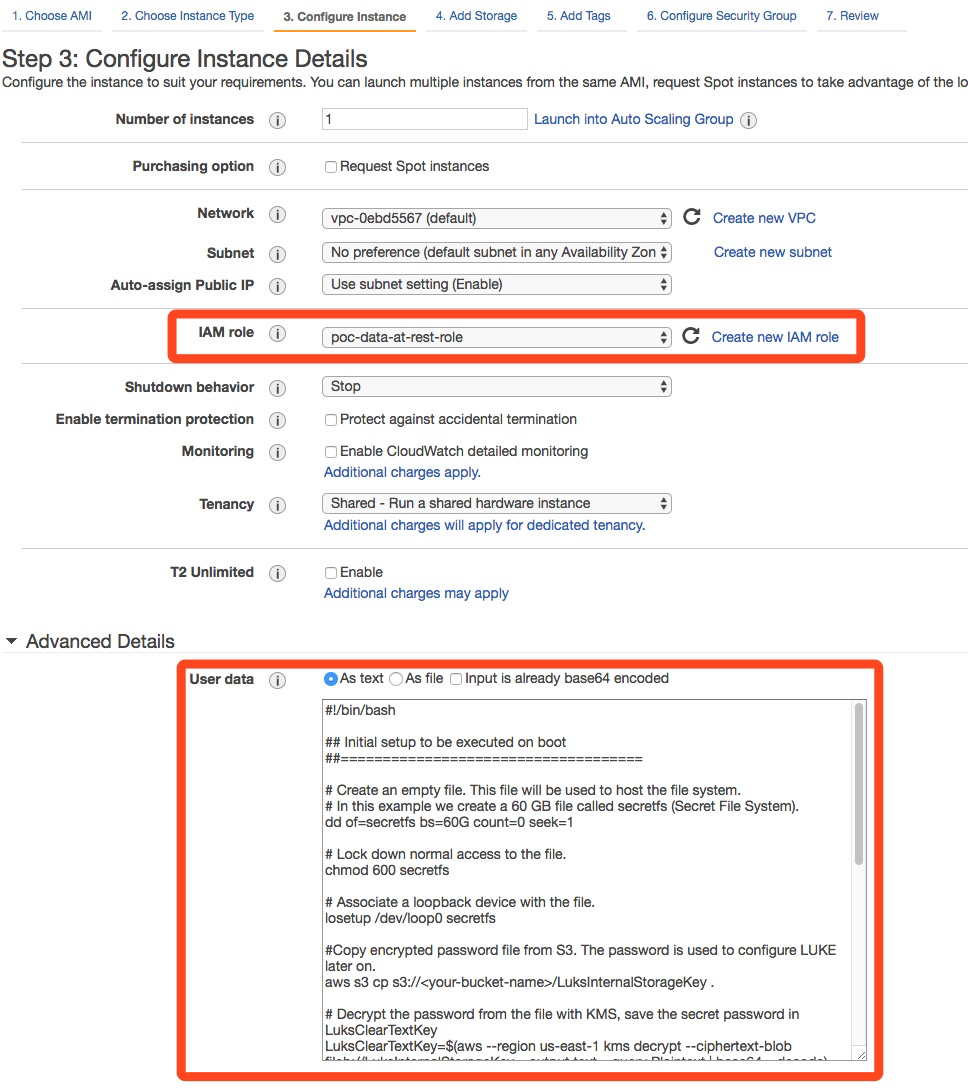 1. Choose AMI 2. Choose Instance Type 3. Configure Instance 4. Add Storage 5. Add Tags 6. Configure Security Group 7. Review
Step 3: Configure Instance Details
Configure the instance to suit your requirements. You can launch multiple instances from the same AMI, request Spot instances to take advantage of the lo
Number of instances i 1 Launch into Auto Scaling Group i
Purchasing option i Request Spot instances
Network i vpc-0ebd5567 (default) Create new VPC
Subnet i No preference (default subnet in any Availability Zon Create new subnet
Auto-assign Public IP i Use subnet setting (Enable)
IAM role i poc-data-at-rest-role Create new IAM role
Shutdown behavior i Stop
Enable termination protection i Protect against accidental termination
Monitoring i Enable CloudWatch detailed monitoring
Additional charges apply.
Tenancy i Shared - Run a shared hardware instance
Additional charges will apply for dedicated tenancy.
T2 Unlimited i Enable
Additional charges may apply
Advanced Details
User data i As text As file Input is already base64 encoded
#!/bin/bash
## Initial setup to be executed on boot
##====================================
# Create an empty file. This file will be used to host the file system.
# In this example we create a 60 GB file called secretfs (Secret File System).
dd of=secretfs bs=60G count=0 seek=1
# Lock down normal access to the file.
chmod 600 secretfs
# Associate a loopback device with the file.
losetup /dev/loop0 secretfs
#Copy encrypted password file from S3. The password is used to configure LUKE
later on.
aws s3 cp s3://<your-bucket-name>/LuksInternalStorageKey .
# Decrypt the password from the file with KMS, save the secret password in
LuksClearTextKey
LuksClearTextKey=$(aws --region us-east-1 kms decrypt --ciphertext-blob
fileb://LuksInternalStorageKey --output text --query Plaintext | base64 --decode)